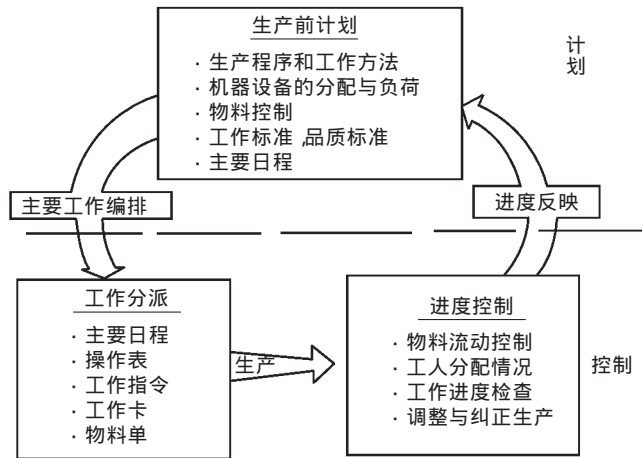 生产前计划
· 生产程序和工作方法
· 机器设备的分配与负荷
· 物料控制
· 工作标准,品质标准
· 主要日程
计
划
主要工作编排
进度反映
工作分派
· 主要日程
· 操作表
· 工作指令
· 工作卡
· 物料单
生产
进度控制
· 物料流动控制
· 工人分配情况
· 工作进度检查
· 调整与纠正生产
控制